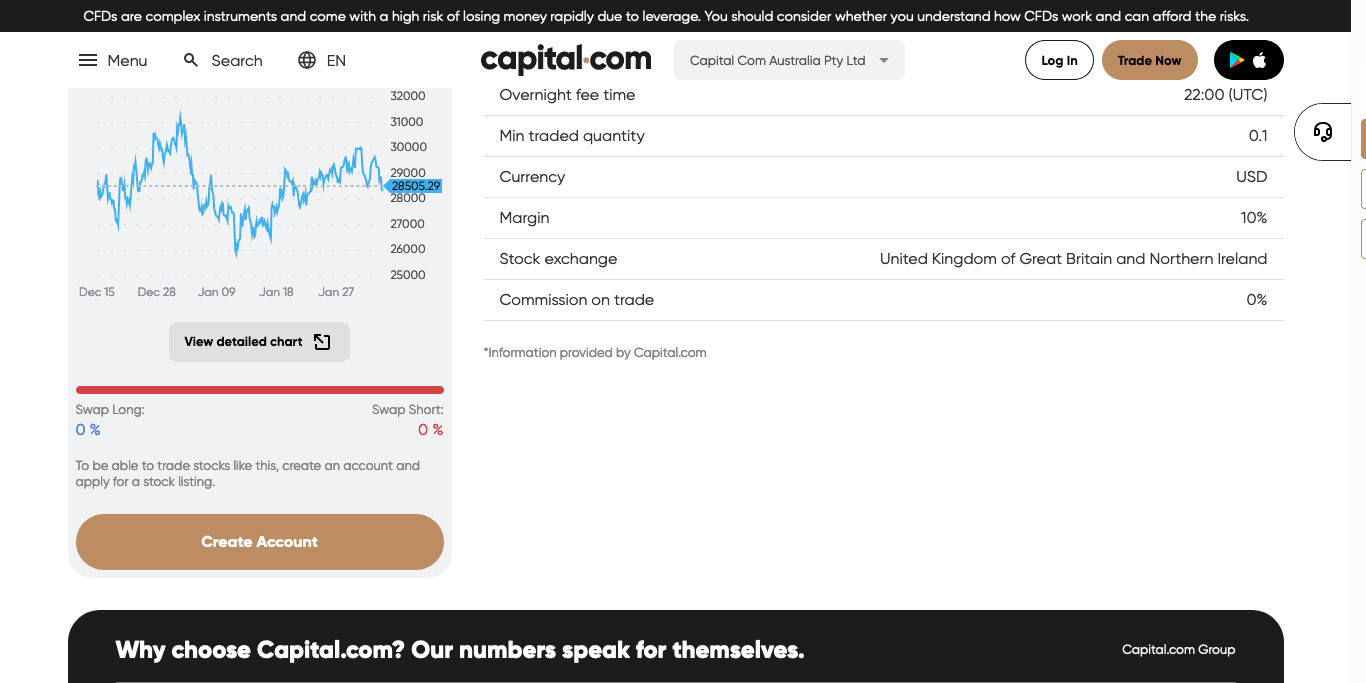 CFDs are complex instruments and come with a high risk of losing money rapidly due to leverage. You should consider whether you understand how CFDs work and can afford the risks.
Menu
Search
EN
capital.com
Capital Com Australia Pty Ltd
Log In
Trade Now
32000
31000
30000
29000
28505.29
28000
27000
26000
25000
Dec 15
Dec 28
Jan 09
Jan 18
Jan 27
View detailed chart
Swap Long:
0 %
Swap Short:
0 %
To be able to trade stocks like this, create an account and
apply for a stock listing.
Create Account
Overnight fee time 22:00 (UTC)
Min traded quantity 0.1
Currency USD
Margin 10%
Stock exchange United Kingdom of Great Britain and Northern Ireland
Commission on trade 0%
*Information provided by Capital.com
Why choose Capital.com? Our numbers speak for themselves.
Capital.com Group